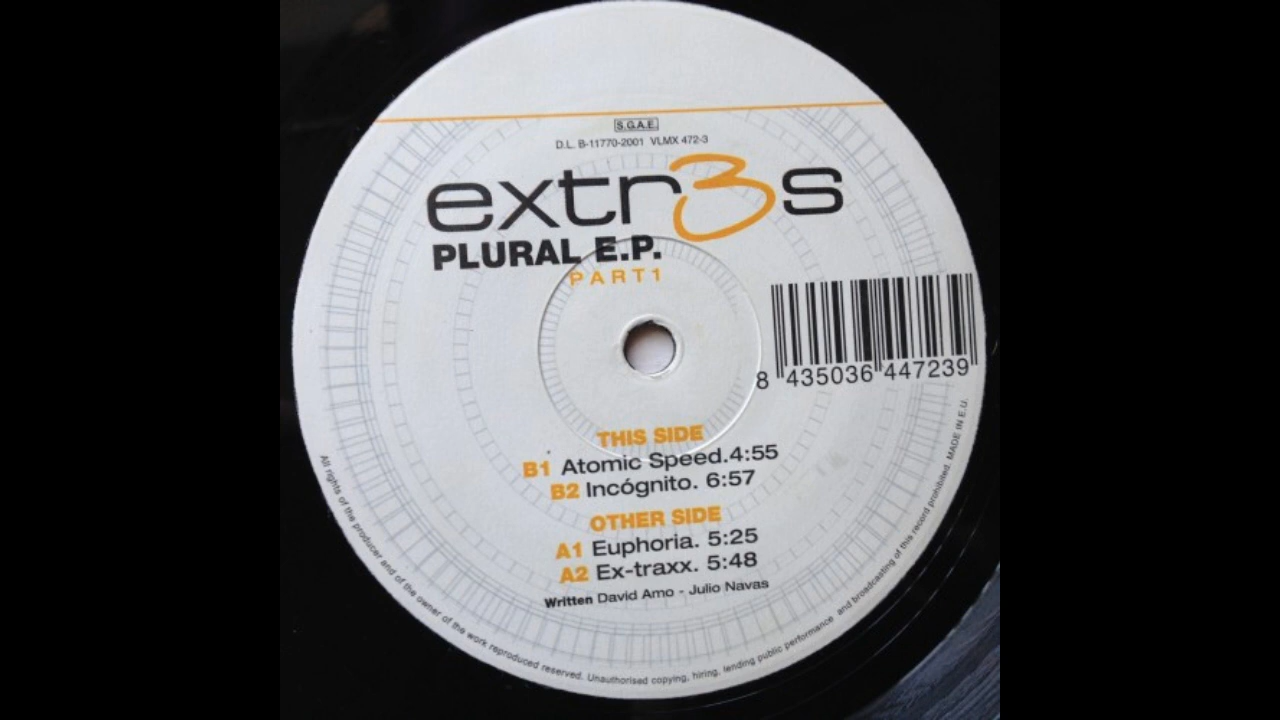 S.G.A.E.
D.L. B-11770-2001 VLMX 472-3
extr3s
PLURAL E.P.
PART1
8 435036 447239
THIS SIDE
B1 Atomic Speed.4:55
B2 Incógnito. 6:57
OTHER SIDE
A1 Euphoria. 5:25
A2 Ex-traxx. 5:48
Written David Amo - Julio Navas
All rights of the producer and of the owner of the work reproduced reserved. Unauthorised copying, hiring, lending public performance and broadcasting of this record prohibited. MADE IN E.U.